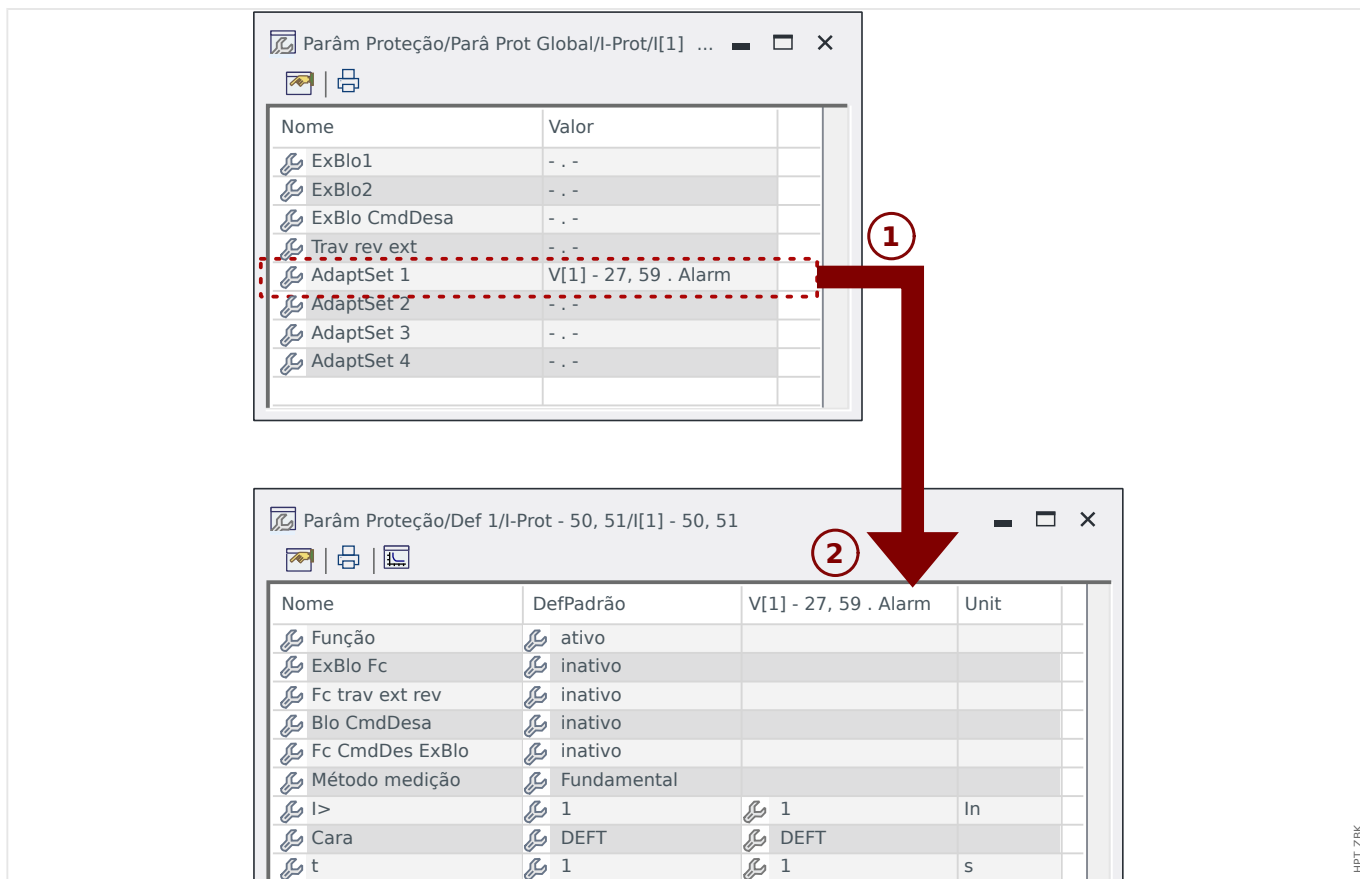 Parâm Proteção/Parâ Prot Global/I-Prot/I[1] ...
Nome Valor
ExBlo1 - . -
ExBlo2 - . -
ExBlo CmdDesa - . -
Trav rev ext - . -
AdaptSet 1 V[1] - 27, 59 . Alarm
AdaptSet 2 - . -
AdaptSet 3 - . -
AdaptSet 4 - . -
1
Parâm Proteção/Def 1/I-Prot - 50, 51/I[1] - 50, 51
2
Nome DefPadrão V[1] - 27, 59 . Alarm Unit
Função ativo
ExBlo Fc inativo
Fc trav ext rev inativo
Blo CmdDesa inativo
Fc CmdDes ExBlo inativo
Método medição Fundamental
I> 1 1 In
Cara DEFT DEFT
t 1 1 s
HPT ZBK